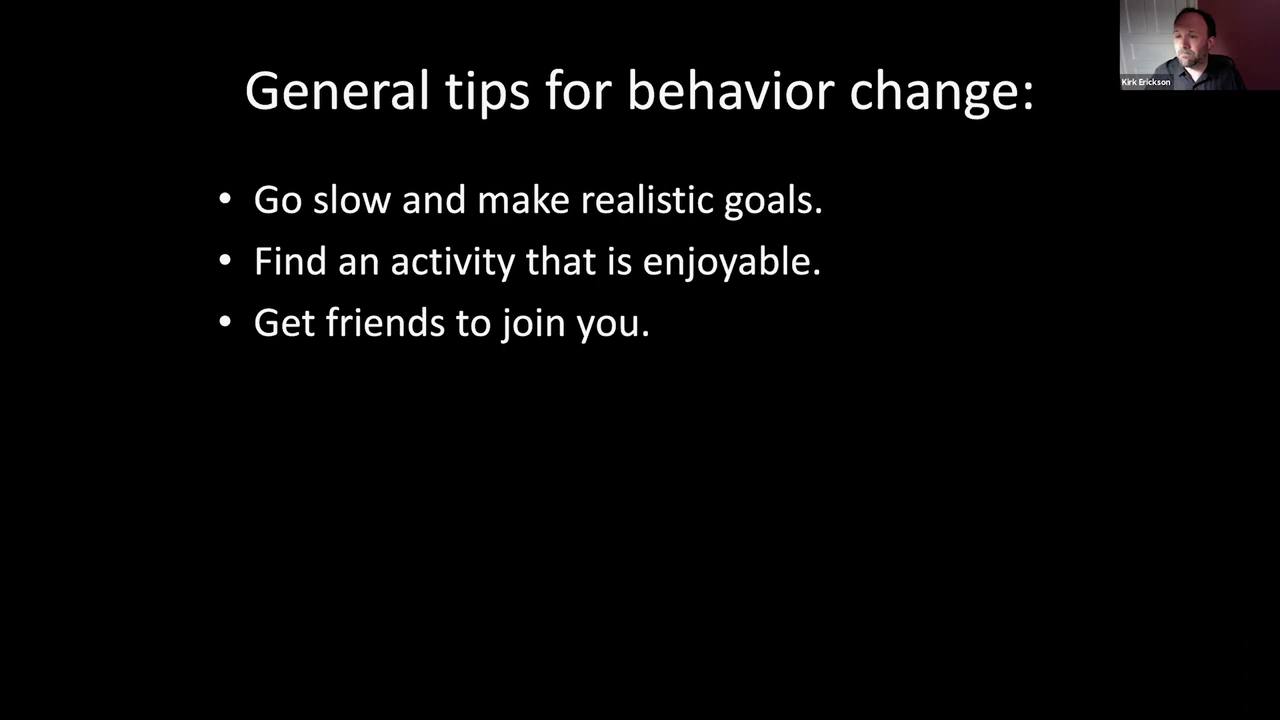 General tips for behavior change:
Kirk Erickson
• Go slow and make realistic goals.
• Find an activity that is enjoyable.
• Get friends to join you.